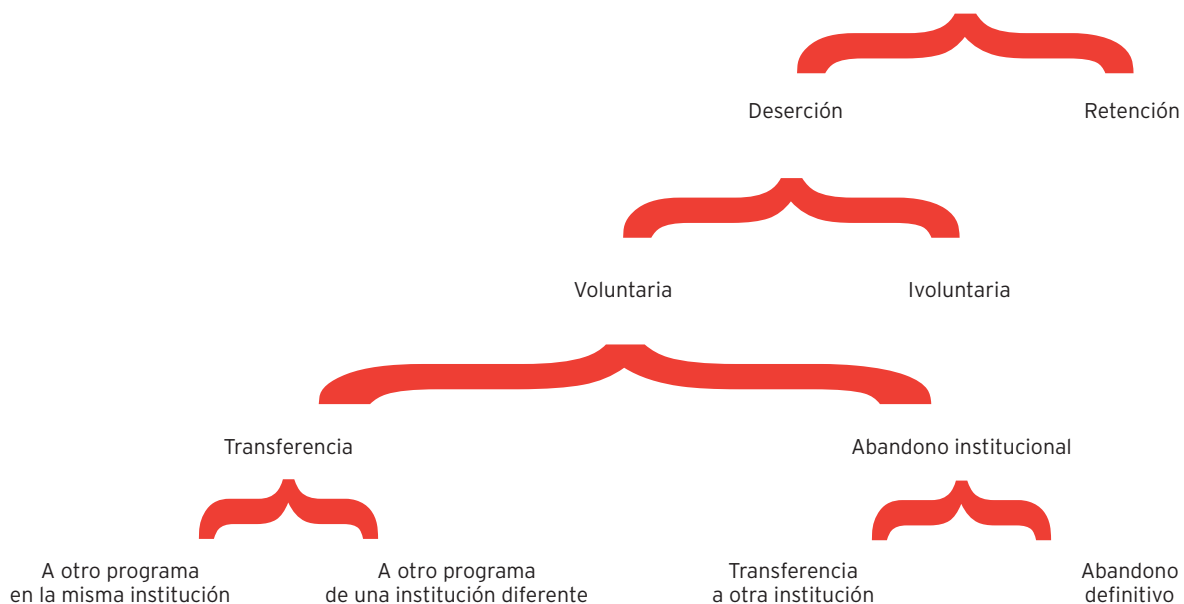 Deserción
Retención
Voluntaria
Ivoluntaria
Transferencia
Abandono institucional
A otro programa
en la misma institución
A otro programa
de una institución diferente
Transferencia
a otra institución
Abandono
definitivo